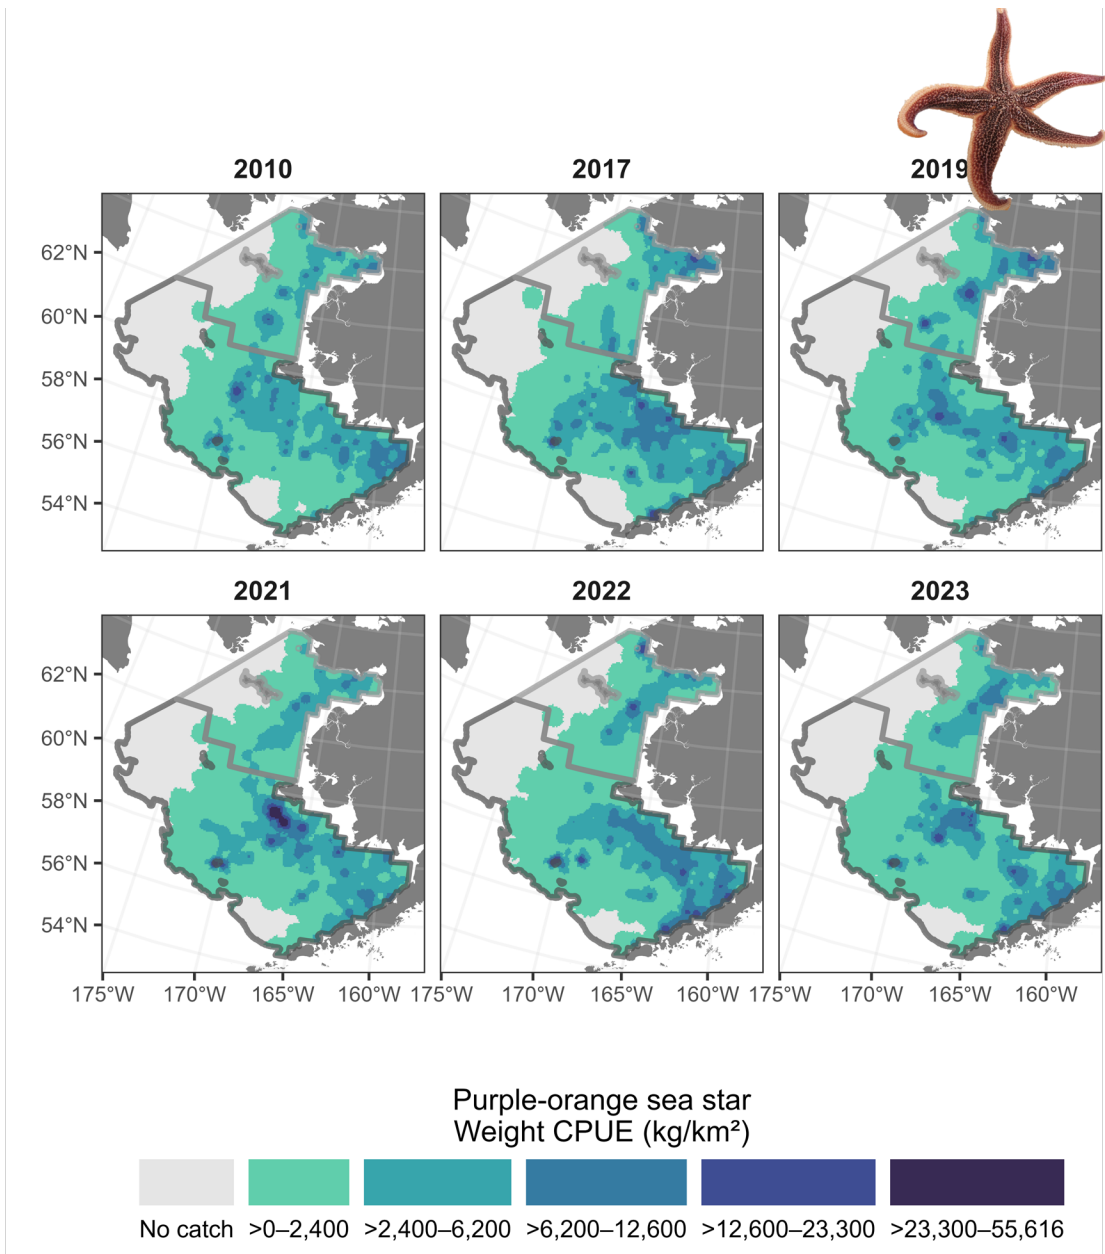 2010
2017
2019
62°N
60°N
58°N
56°N
54°N
2021
2022
2023
62°N
60°N
58°N
56°N
54°N
175°W 170°W 165°W 160°W 175°W 170°W 165°W 160°W 175°W 170°W 165°W 160°W
Purple-orange sea star
Weight CPUE (kg/km²)
No catch >0–2,400 >2,400–6,200 >6,200–12,600 >12,600–23,300 >23,300–55,616